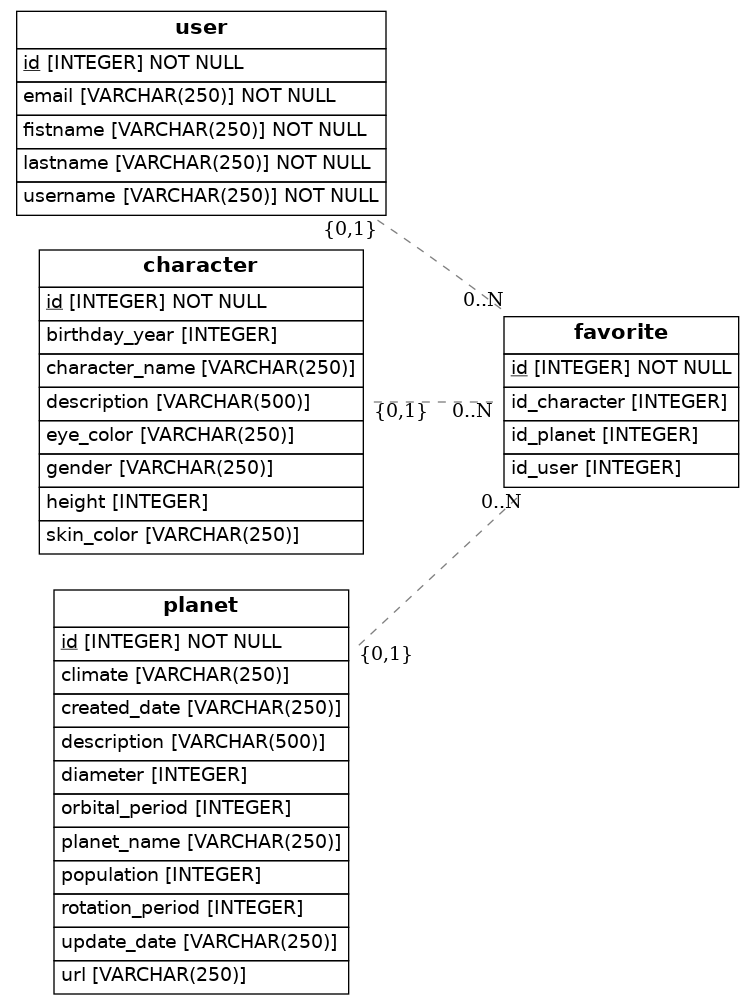 user
id [INTEGER] NOT NULL
email [VARCHAR(250)] NOT NULL
fistname [VARCHAR(250)] NOT NULL
lastname [VARCHAR(250)] NOT NULL
username [VARCHAR(250)] NOT NULL
{0,1}
0..N
character
id [INTEGER] NOT NULL
birthday_year [INTEGER]
character_name [VARCHAR(250)]
description [VARCHAR(500)]
eye_color [VARCHAR(250)]
gender [VARCHAR(250)]
height [INTEGER]
skin_color [VARCHAR(250)]
{0,1}
0..N
favorite
id [INTEGER] NOT NULL
id_character [INTEGER]
id_planet [INTEGER]
id_user [INTEGER]
0..N
{0,1}
planet
id [INTEGER] NOT NULL
climate [VARCHAR(250)]
created_date [VARCHAR(250)]
description [VARCHAR(500)]
diameter [INTEGER]
orbital_period [INTEGER]
planet_name [VARCHAR(250)]
population [INTEGER]
rotation_period [INTEGER]
update_date [VARCHAR(250)]
url [VARCHAR(250)]